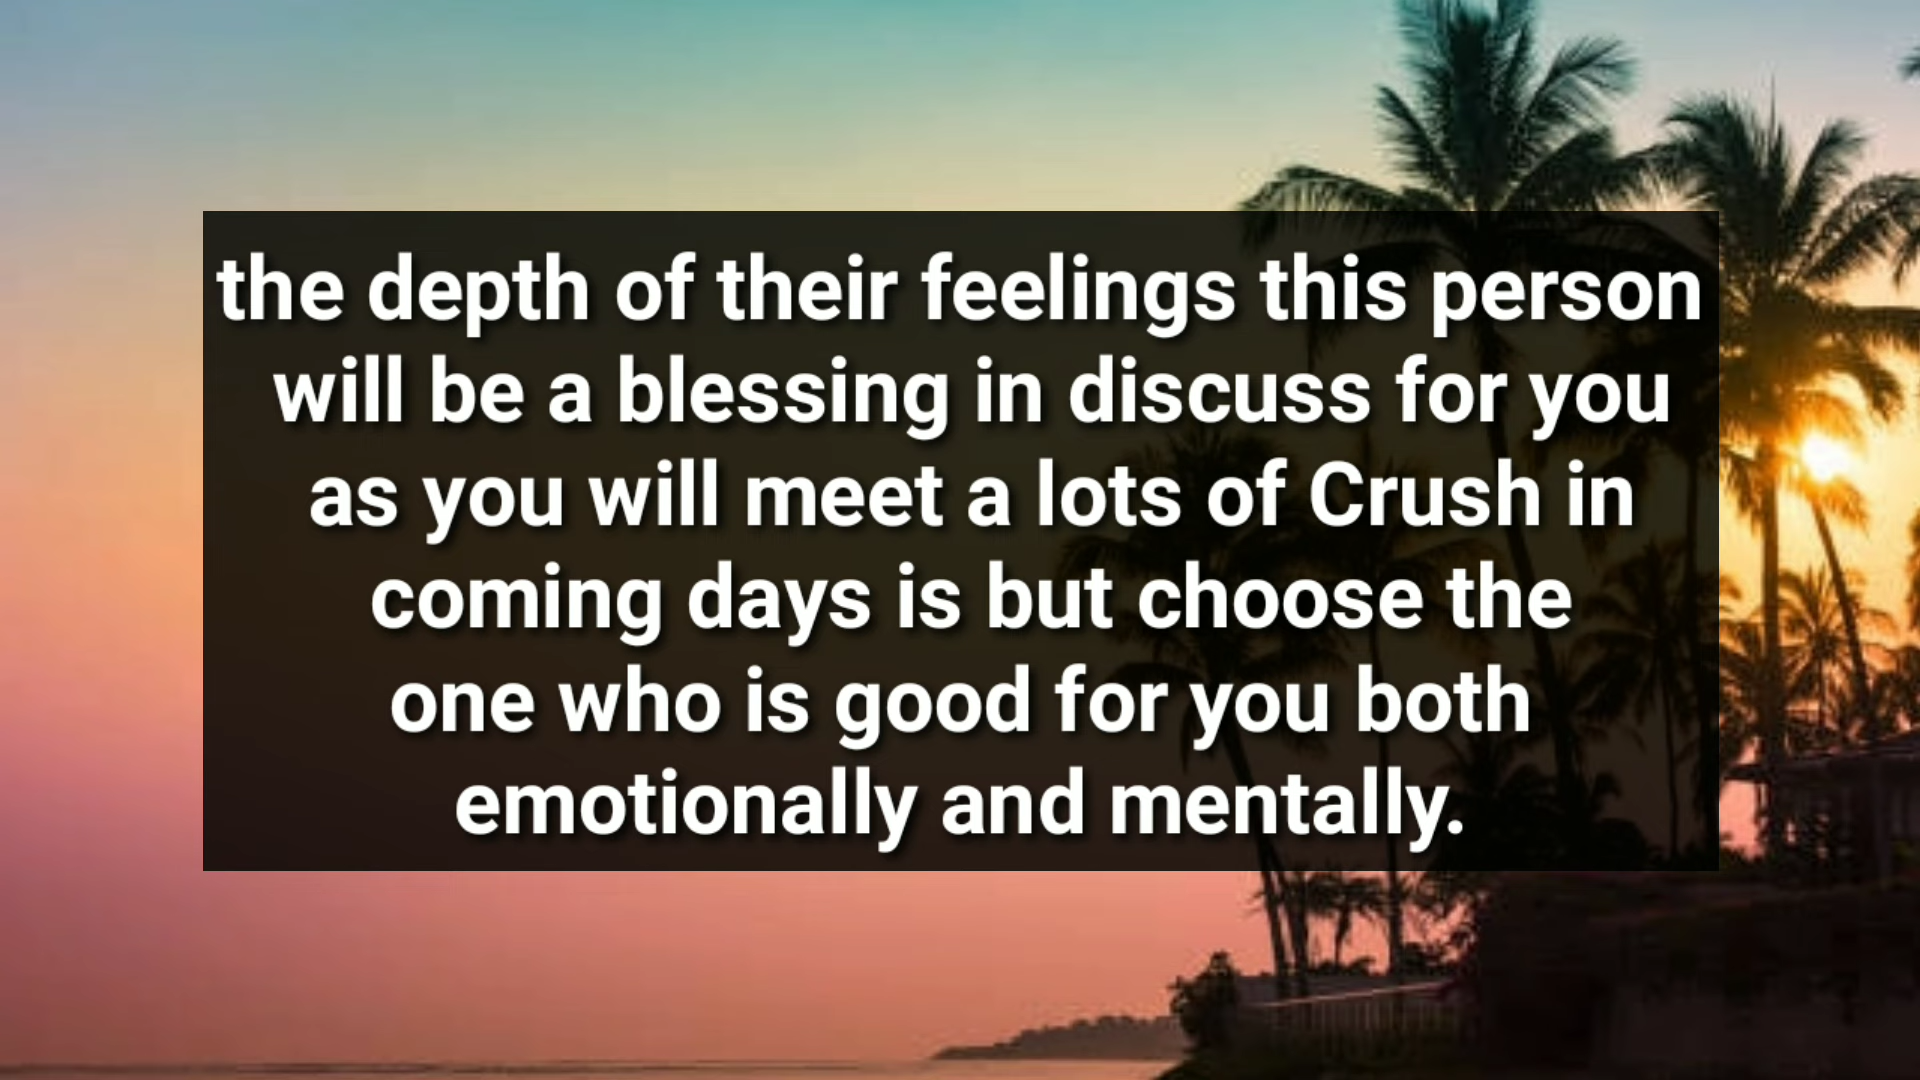 the depth of their feelings this person
will be a blessing in discuss for you
as you will meet a lots of Crush in
coming days is but choose the
one who is good for you both
emotionally and mentally.